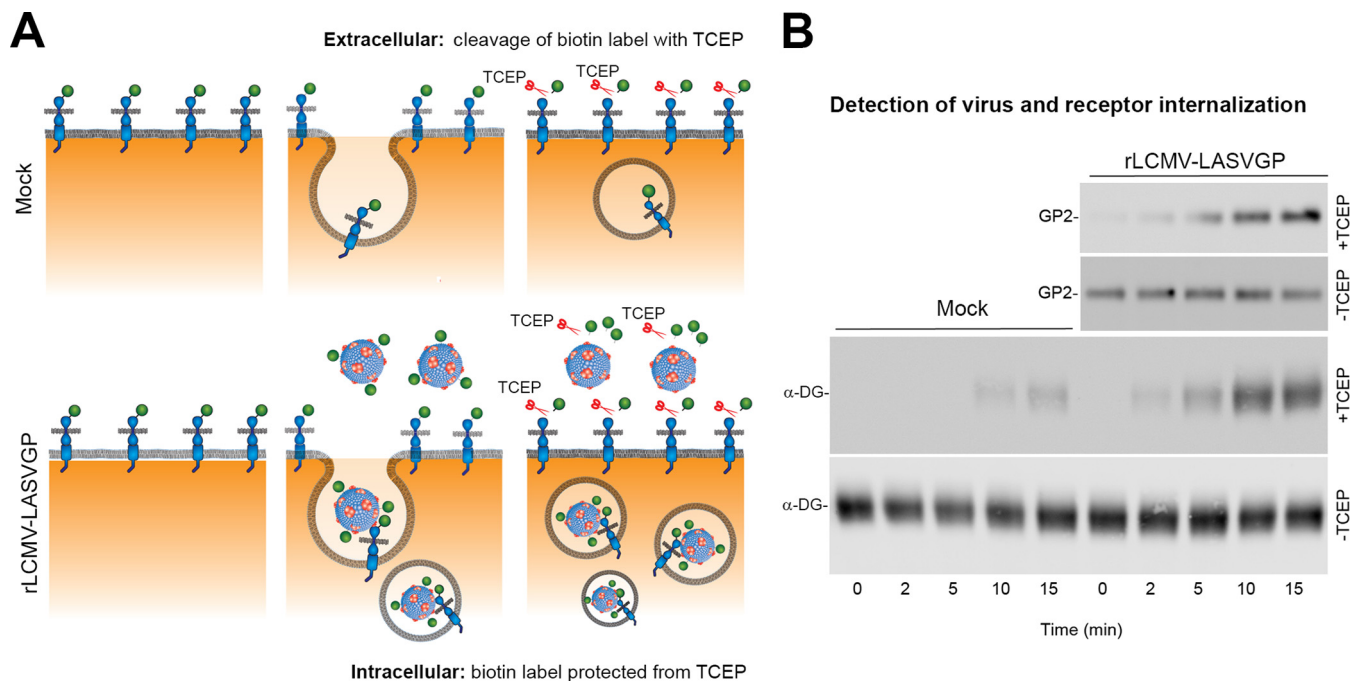 A
Extracellular: cleavage of biotin label with TCEP
TCEP
TCEP
Mock
TCEP
TCEP
TCEP
rLCMV-LASVGP
Intracellular: biotin label protected from TCEP
B
Detection of virus and receptor internalization
rLCMV-LASVGP
GP2-
+TCEP
GP2-
-TCEP
Mock
α-DG-
+TCEP
α-DG-
-TCEP
0 2 5 10 15 0 2 5 10 15
Time (min)